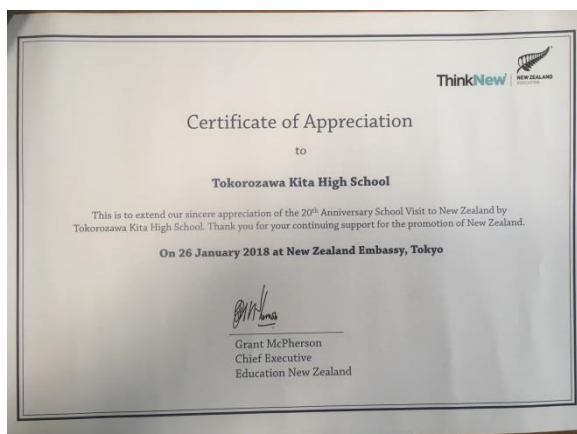 ThinkNew
NEW ZEALAND
EDUCATION
Certificate of Appreciation
to
Tokorozawa Kita High School
This is to extend our sincere appreciation of the 20th Anniversary School Visit to New Zealand by
Tokorozawa Kita High School. Thank you for your continuing support for the promotion of New Zealand.
On 26 January 2018 at New Zealand Embassy, Tokyo
Grant McPherson
Chief Executive
Education New Zealand